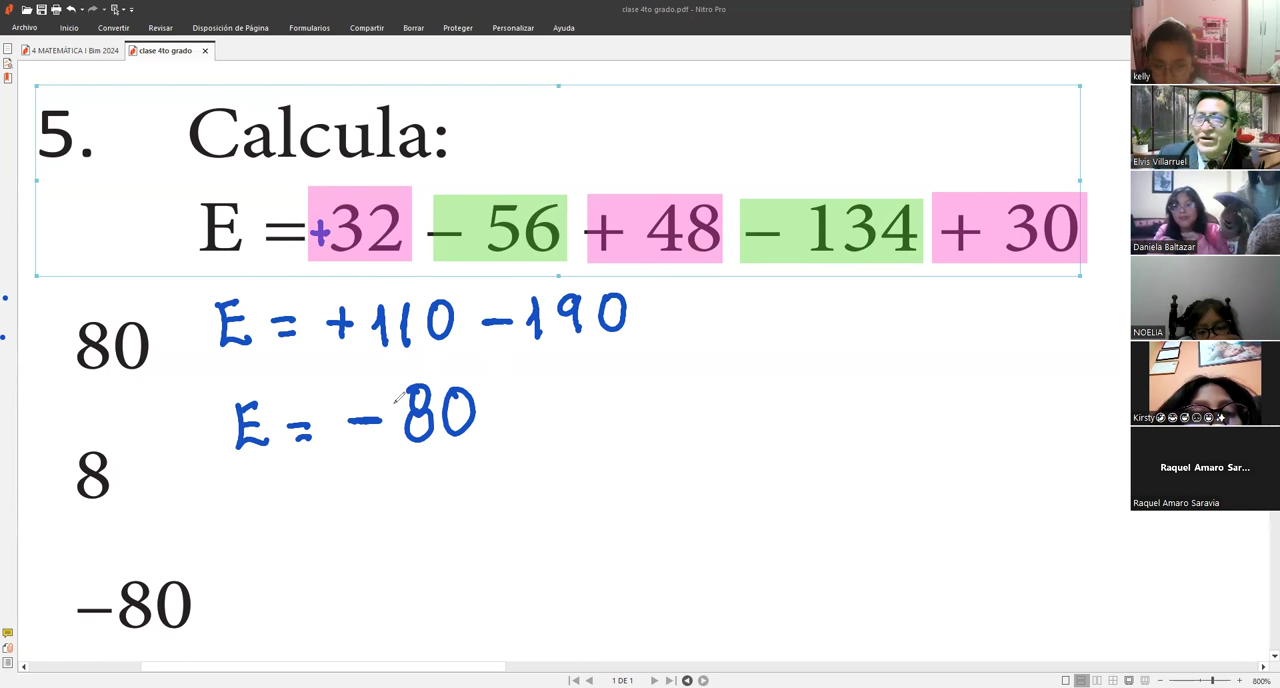 clase 4to grado.pdf - Nitro Pro
Archivo Inicio Convertir Revisar Disposición de Página Formularios Compartir Borrar Proteger Personalizar Ayuda
4 MATEMÁTICA I Bim 2024 clase 4to grado ×
5. Calcula:
E = +32 − 56 + 48 − 134 + 30
E = +110 − 190
80
E = −80
8
−80
kelly
Elvis Villarruel
Daniela Baltazar
NOELIA
Kirsty
Raquel Amaro Sar...
Raquel Amaro Saravia
1 DE 1
800%